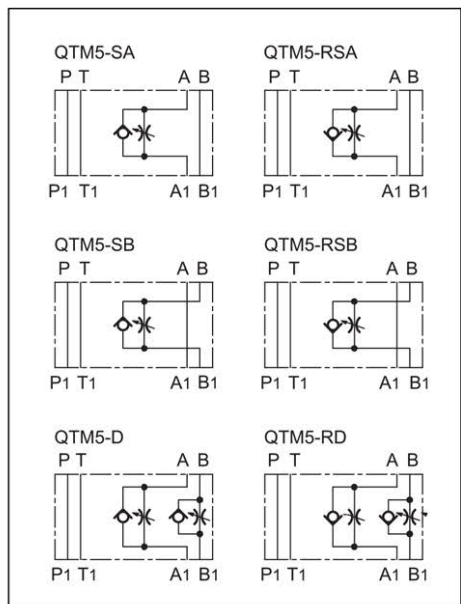 QTM5-SA
P T A B
P1 T1 A1 B1
QTM5-RSA
P T A B
P1 T1 A1 B1
QTM5-SB
P T A B
P1 T1 A1 B1
QTM5-RSB
P T A B
P1 T1 A1 B1
QTM5-D
P T A B
P1 T1 A1 B1
QTM5-RD
P T A B
P1 T1 A1 B1